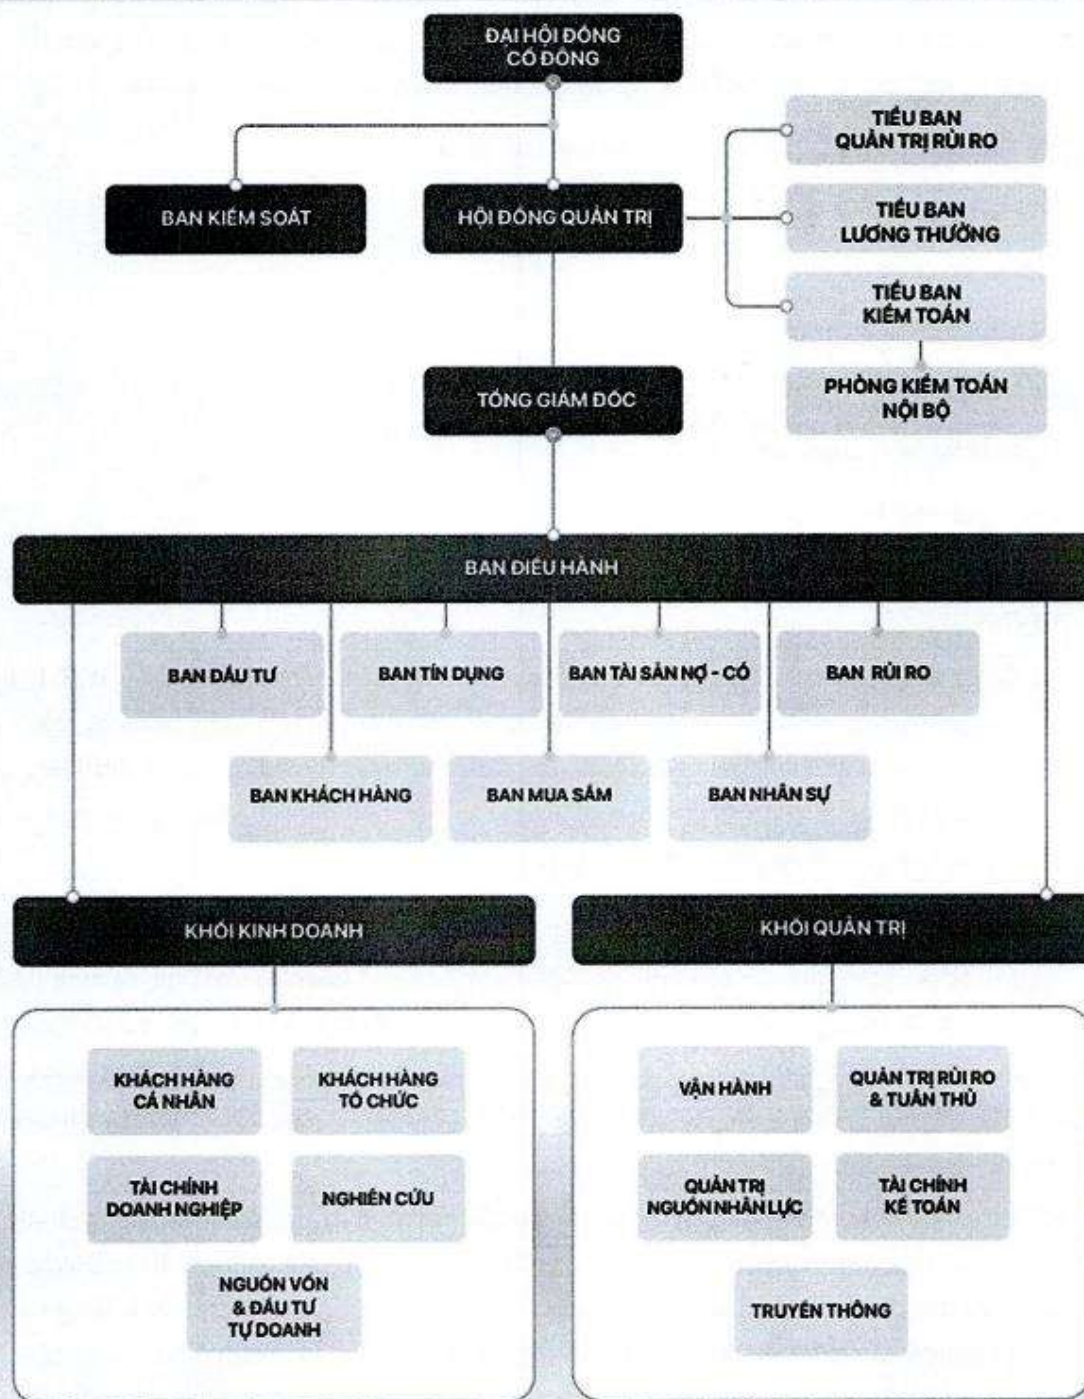 ĐẠI HỘI ĐỒNG
CỔ ĐÔNG
TIỂU BAN
QUẢN TRỊ RỦI RO
BAN KIỂM SOÁT
HỘI ĐỒNG QUẢN TRỊ
TIỂU BAN
LƯƠNG THƯỞNG
TIỂU BAN
KIỂM TOÁN
TỔNG GIÁM ĐỐC
PHÒNG KIỂM TOÁN
NỘI BỘ
BAN ĐIỀU HÀNH
BAN ĐẦU TƯ
BAN TÍN DỤNG
BAN TÀI SẢN NỢ - CÓ
BAN RỦI RO
BAN KHÁCH HÀNG
BAN MUA SẮM
BAN NHÂN SỰ
KHỐI KINH DOANH
KHỐI QUẢN TRỊ
KHÁCH HÀNG
CÁ NHÂN
KHÁCH HÀNG
TỔ CHỨC
TÀI CHÍNH
DOANH NGHIỆP
NGHIÊN CỨU
NGUỒN VỐN
& ĐẦU TƯ
TỰ DOANH
VẬN HÀNH
QUẢN TRỊ RỦI RO
& TUÂN THỦ
QUẢN TRỊ
NGUỒN NHÂN LỰC
TÀI CHÍNH
KẾ TOÁN
TRUYỀN THÔNG